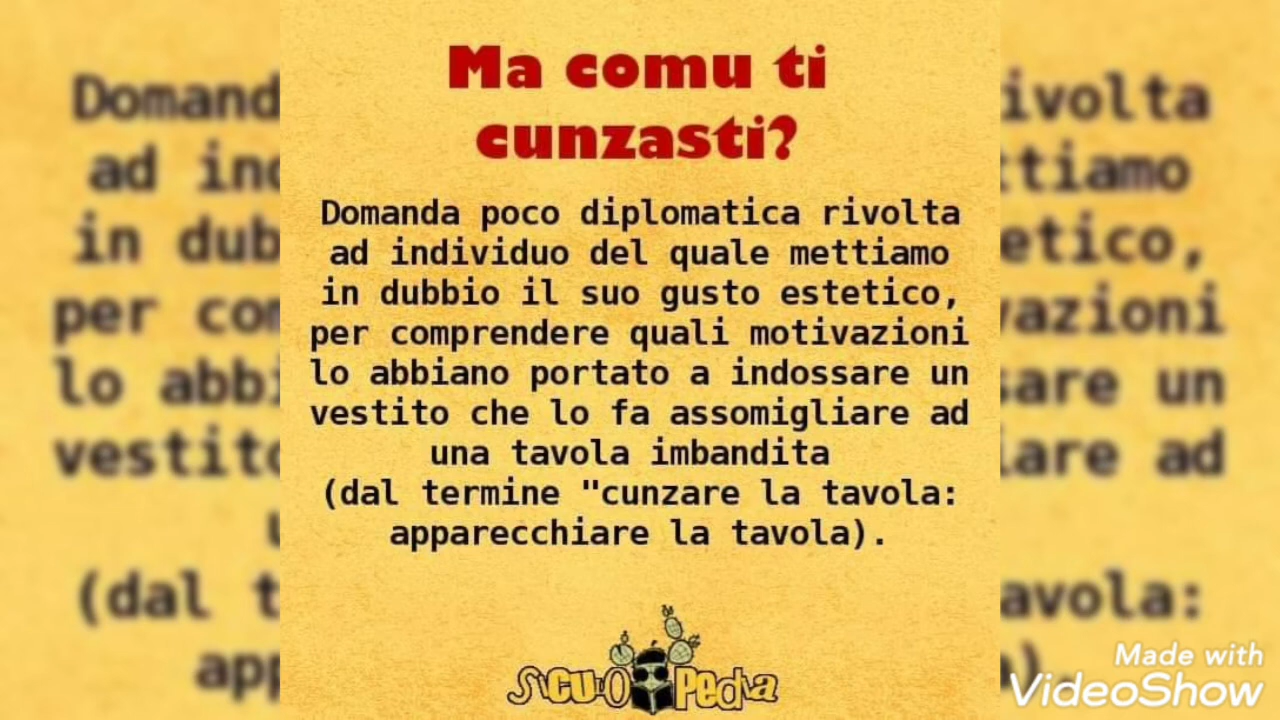 Ma comu ti
cunzasti?
Domanda poco diplomatica rivolta
ad individuo del quale mettiamo
in dubbio il suo gusto estetico,
per comprendere quali motivazioni
lo abbiano portato a indossare un
vestito che lo fa assomigliare ad
una tavola imbandita
(dal termine "cunzare la tavola:
apparecchiare la tavola).
SiCULOPedia
Made with
VideoShow